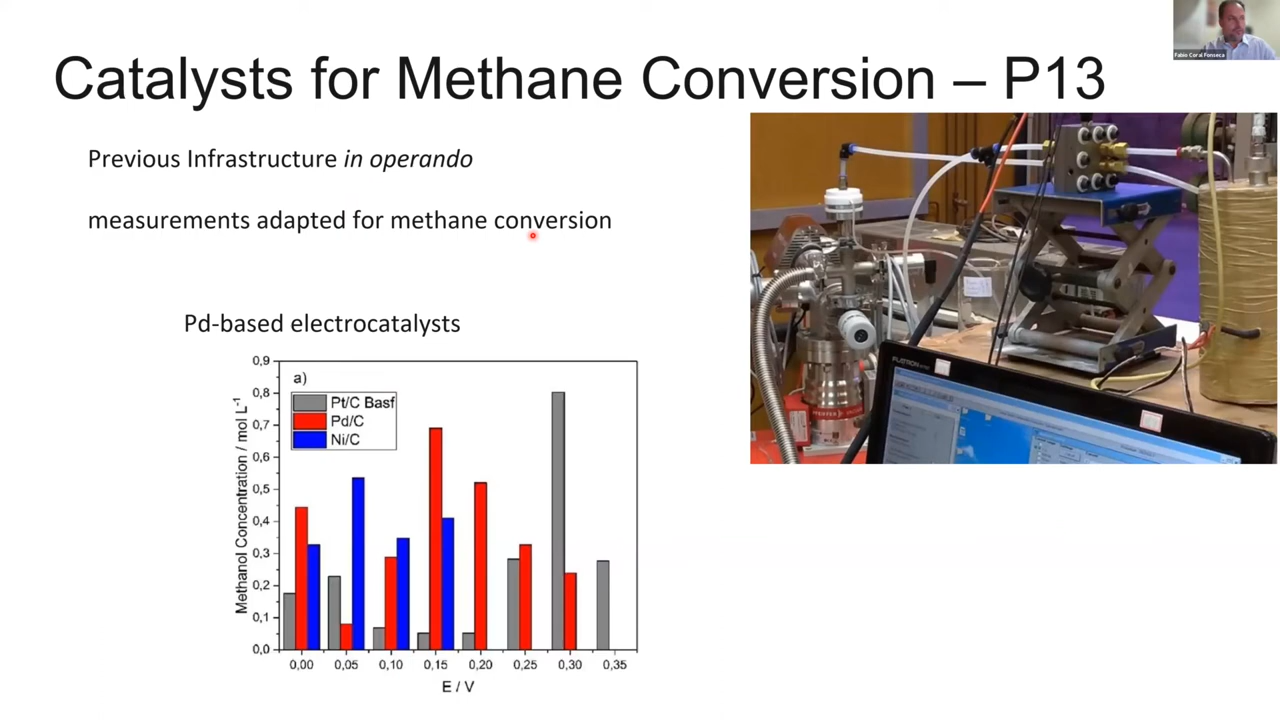 Fabio Coral Fonseca
Catalysts for Methane Conversion – P13
Previous Infrastructure in operando
measurements adapted for methane conversion
Pd-based electrocatalysts
a)
Pt/C Basf
Pd/C
Ni/C
Methanol Concentration / mol L⁻¹
0,9
0,8
0,7
0,6
0,5
0,4
0,3
0,2
0,1
0,0
0,00 0,05 0,10 0,15 0,20 0,25 0,30 0,35
E / V
FLATRON